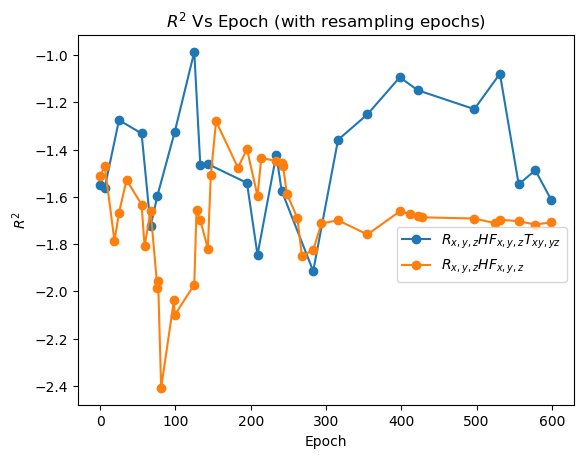 R² Vs Epoch (with resampling epochs)
−1.0
−1.2
−1.4
−1.6
−1.8
−2.0
−2.2
−2.4
R²
R_{x, y, z}HF_{x, y, z}T_{xy, yz}
R_{x, y, z}HF_{x, y, z}
0 100 200 300 400 500 600
Epoch